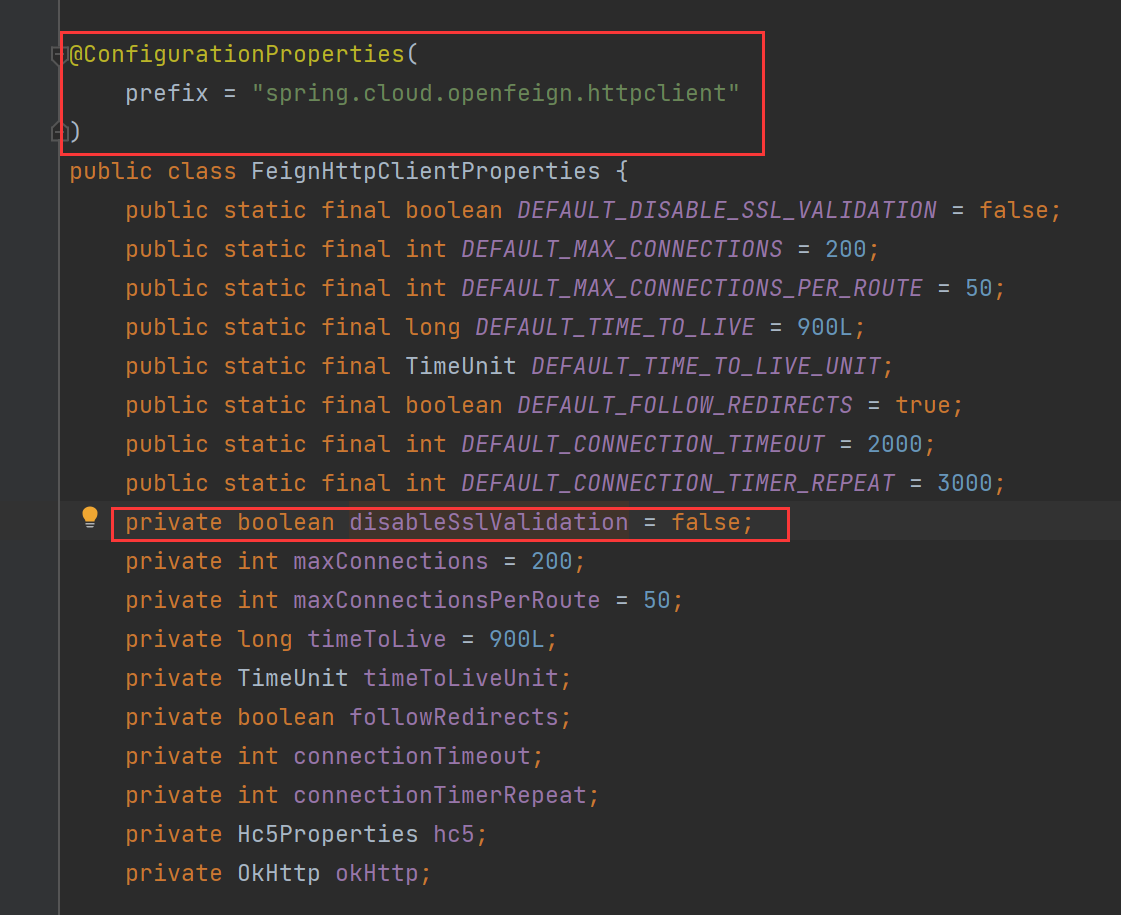 @ConfigurationProperties(
    prefix = "spring.cloud.openfeign.httpclient"
)
public class FeignHttpClientProperties {
    public static final boolean DEFAULT_DISABLE_SSL_VALIDATION = false;
    public static final int DEFAULT_MAX_CONNECTIONS = 200;
    public static final int DEFAULT_MAX_CONNECTIONS_PER_ROUTE = 50;
    public static final long DEFAULT_TIME_TO_LIVE = 900L;
    public static final TimeUnit DEFAULT_TIME_TO_LIVE_UNIT;
    public static final boolean DEFAULT_FOLLOW_REDIRECTS = true;
    public static final int DEFAULT_CONNECTION_TIMEOUT = 2000;
    public static final int DEFAULT_CONNECTION_TIMER_REPEAT = 3000;
    private boolean disableSslValidation = false;
    private int maxConnections = 200;
    private int maxConnectionsPerRoute = 50;
    private long timeToLive = 900L;
    private TimeUnit timeToLiveUnit;
    private boolean followRedirects;
    private int connectionTimeout;
    private int connectionTimerRepeat;
    private Hc5Properties hc5;
    private OkHttp okHttp;